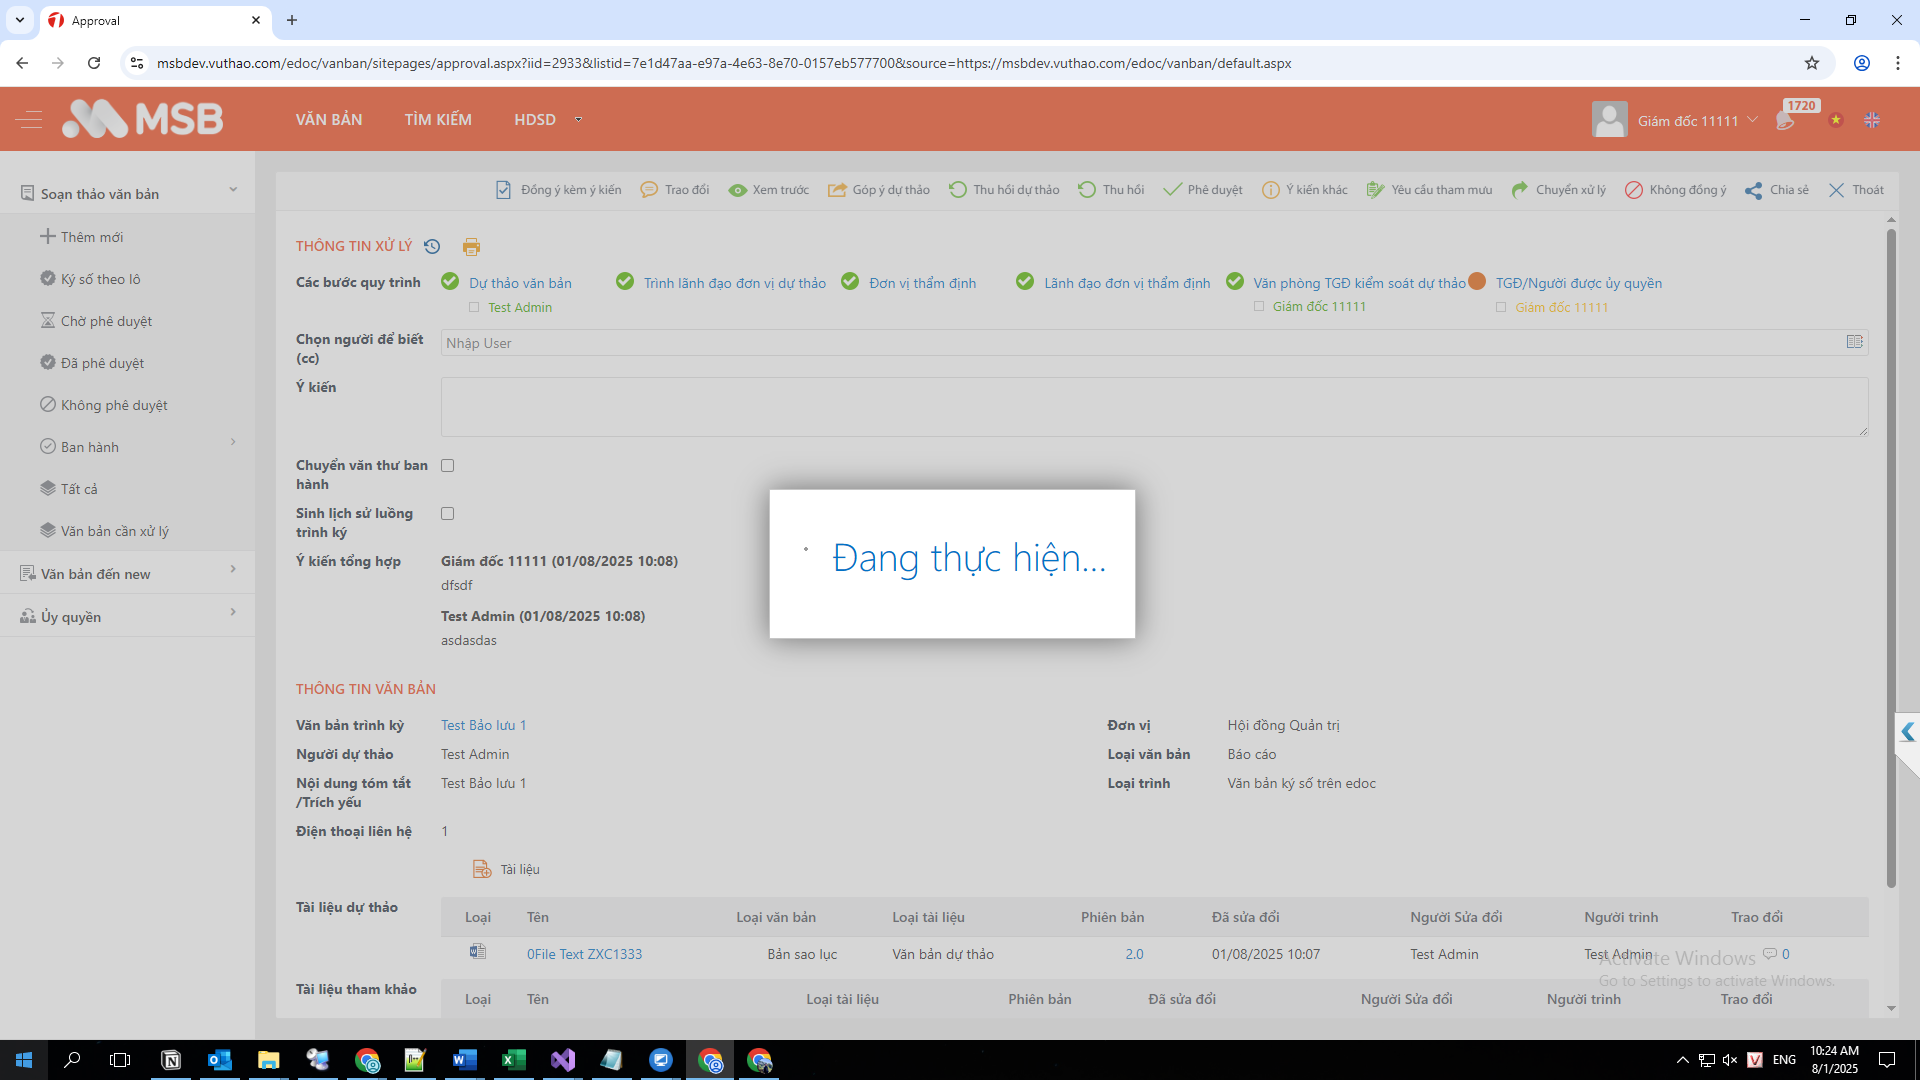 Approval
msbdev.vuthao.com/edoc/vanban/sitepages/approval.aspx?iid=2933&listid=7e1d47aa-e97a-4e63-8e70-0157eb577700&source=https://msbdev.vuthao.com/edoc/vanban/default.aspx
MSB
VĂN BẢN TÌM KIẾM HDSD
Giám đốc 11111
1720
Soạn thảo văn bản
Thêm mới
Ký số theo lô
Chờ phê duyệt
Đã phê duyệt
Không phê duyệt
Ban hành
Tất cả
Văn bản cần xử lý
Văn bản đến new
Ủy quyền
Đồng ý kèm ý kiến Trao đổi Xem trước Góp ý dự thảo Thu hồi dự thảo Thu hồi Phê duyệt Ý kiến khác Yêu cầu tham mưu Chuyển xử lý Không đồng ý Chia sẻ Thoát
THÔNG TIN XỬ LÝ
Các bước quy trình Dự thảo văn bản Trình lãnh đạo đơn vị dự thảo Đơn vị thẩm định Lãnh đạo đơn vị thẩm định Văn phòng TGĐ kiểm soát dự thảo TGĐ/Người được ủy quyền
Test Admin Giám đốc 11111 Giám đốc 11111
Chọn người để biết (cc) Nhập User
Ý kiến
Chuyển văn thư ban hành
Sinh lịch sử luồng trình ký
Ý kiến tổng hợp Giám đốc 11111 (01/08/2025 10:08)
dfsdf
Test Admin (01/08/2025 10:08)
asdasdas
Đang thực hiện...
THÔNG TIN VĂN BẢN
Văn bản trình ký Test Bảo lưu 1 Đơn vị Hội đồng Quản trị
Người dự thảo Test Admin Loại văn bản Báo cáo
Nội dung tóm tắt /Trích yếu Test Bảo lưu 1 Loại trình Văn bản ký số trên edoc
Điện thoại liên hệ 1
Tài liệu
Tài liệu dự thảo Loại Tên Loại văn bản Loại tài liệu Phiên bản Đã sửa đổi Người Sửa đổi Người trình Trao đổi
0File Text ZXC1333 Bản sao lục Văn bản dự thảo 2.0 01/08/2025 10:07 Test Admin Test Admin 0
Activate Windows
Go to Settings to activate Windows.
Tài liệu tham khảo Loại Tên Loại tài liệu Phiên bản Đã sửa đổi Người Sửa đổi Người trình Trao đổi
ENG
10:24 AM
8/1/2025